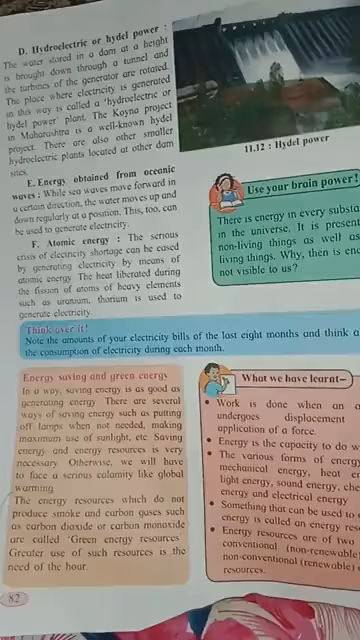 D. Hydroelectric or hydel power :
The water stored in a dam at a height
is brought down through a tunnel and
the turbines of the generator are rotated.
The place where electricity is generated
in this way is called a 'hydroelectric or
hydel power' plant. The Koyna project
in Maharashtra is a well-known hydel
project. There are also other smaller
hydroelectric plants located at other dam
sites.
E. Energy obtained from oceanic
waves : While sea waves move forward in
a certain direction, the water moves up and
down regularly at a position. This, too, can
be used to generate electricity.
F. Atomic energy : The serious
crisis of electricity shortage can be eased
by generating electricity by means of
atomic energy. The heat liberated during
the fission of atoms of heavy elements
such as uranium, thorium is used to
generate electricity.
11.12 : Hydel power
Use your brain power!
There is energy in every substa
in the universe. It is present
non-living things as well as
living things. Why, then is ene
not visible to us?
Think over it!
Note the amounts of your electricity bills of the last eight months and think a
the consumption of electricity during each month.
Energy saving and green energy
In a way, saving energy is as good as
generating energy. There are several
ways of saving energy such as putting
off lamps when not needed, making
maximum use of sunlight, etc. Saving
energy and energy resources is very
necessary. Otherwise, we will have
to face a serious calamity like global
warming.
The energy resources which do not
produce smoke and carbon gases such
as carbon dioxide or carbon monoxide
are called 'Green energy resources'
Greater use of such resources is the
need of the hour.
What we have learnt-
• Work is done when an
undergoes displacement
application of a force.
• Energy is the capacity to do w
• The various forms of energy
mechanical energy, heat en
light energy, sound energy, che
energy and electrical energy
• Something that can be used to
energy is called an energy res
• Energy resources are of two
conventional (non-renewable
non-conventional (renewable)
resources.
82